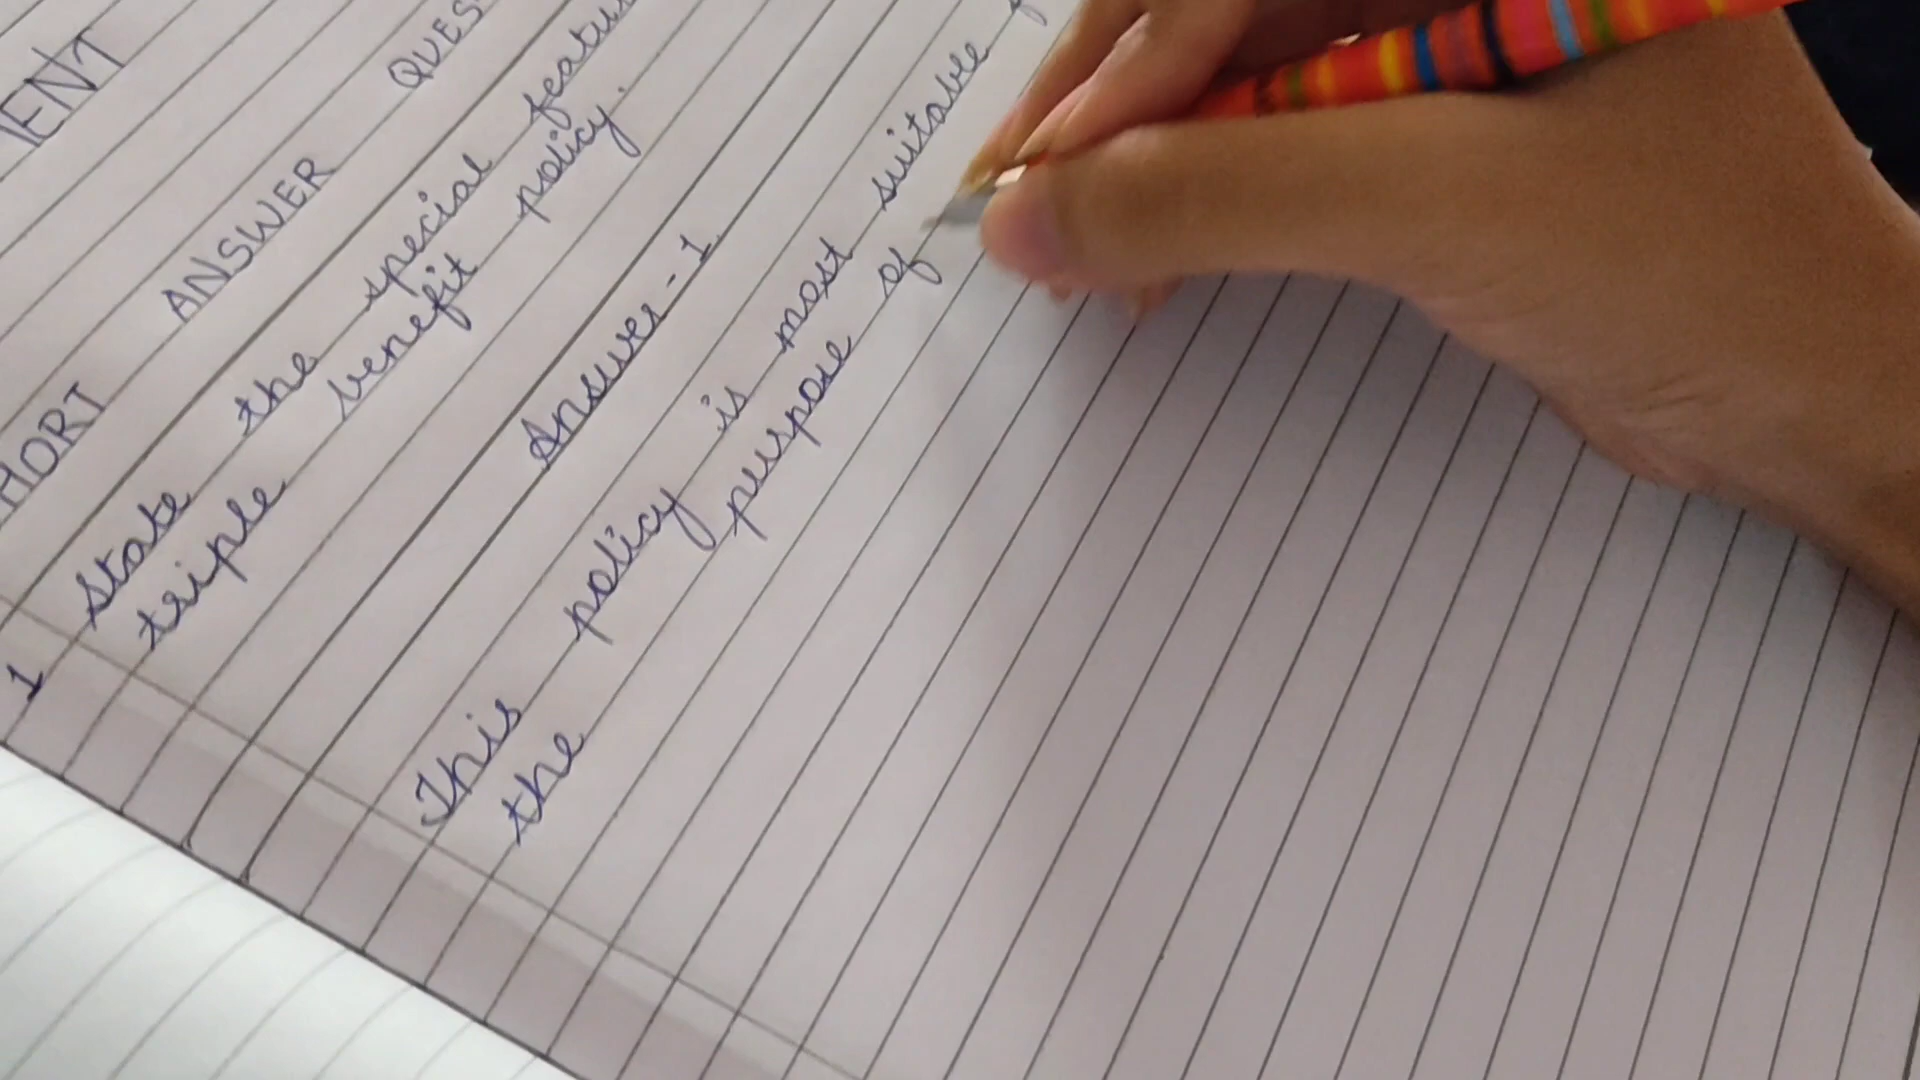 ENT
HORT ANSWER QUES
1 State the special featu
triple benefit policy.
Answer - 1
This policy is most suitable f
the purpose of